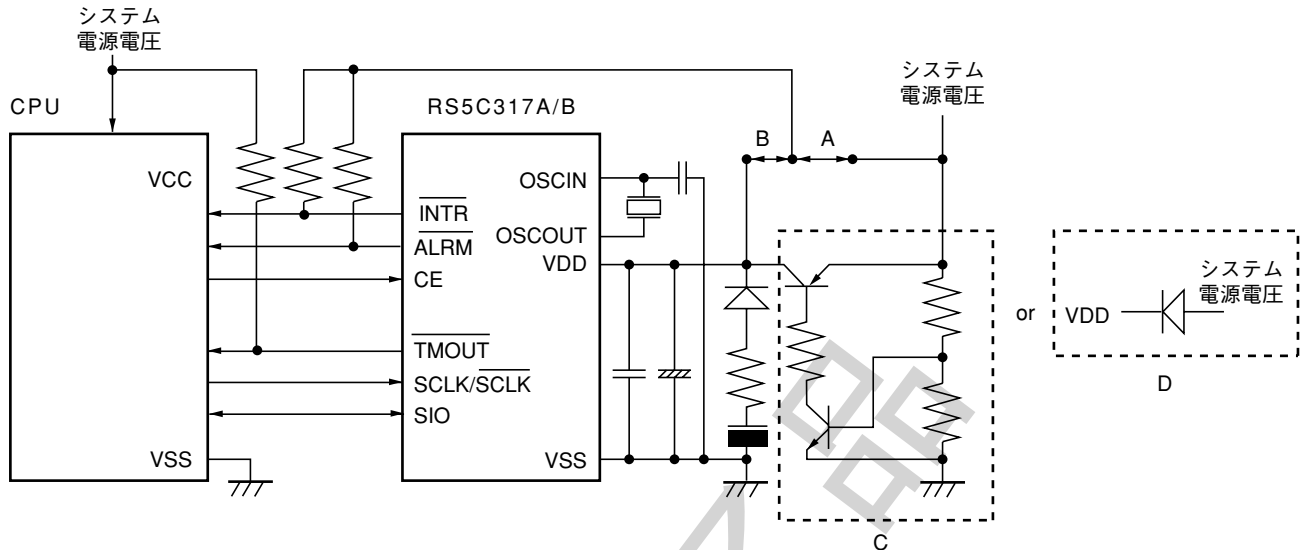 システム
電源電圧
CPU
RS5C317A/B
システム
電源電圧
B
A
VCC
OSCIN
INTR
OSCOUT
ALRM
VDD
CE
システム
電源電圧
or
VDD
TMOUT
D
SCLK/SCLK
SIO
VSS
VSS
C